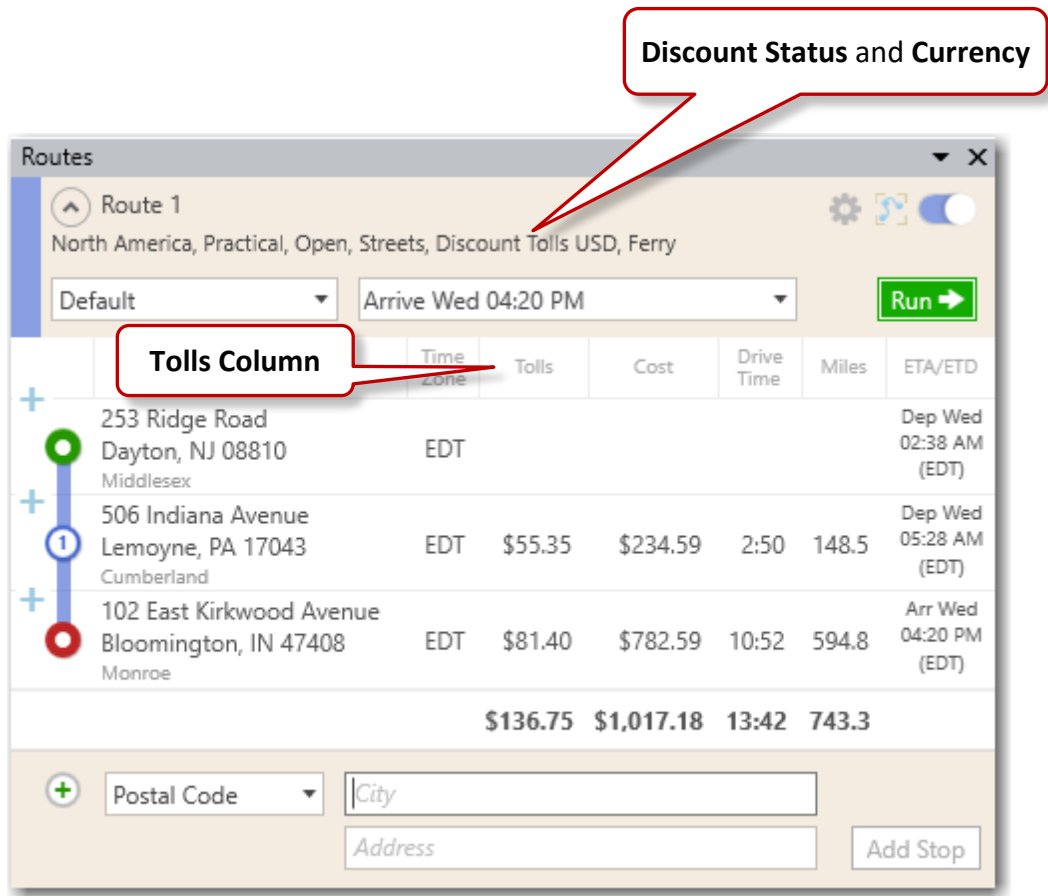 Discount Status and Currency
Routes
Route 1
North America, Practical, Open, Streets, Discount Tolls USD, Ferry
Default
Arrive Wed 04:20 PM
Run
Tolls Column
Time Zone
Tolls
Cost
Drive Time
Miles
ETA/ETD
253 Ridge Road
Dayton, NJ 08810
Middlesex
EDT
Dep Wed
02:38 AM
(EDT)
1
506 Indiana Avenue
Lemoyne, PA 17043
Cumberland
EDT
$55.35
$234.59
2:50
148.5
Dep Wed
05:28 AM
(EDT)
102 East Kirkwood Avenue
Bloomington, IN 47408
Monroe
EDT
$81.40
$782.59
10:52
594.8
Arr Wed
04:20 PM
(EDT)
$136.75 $1,017.18 13:42 743.3
Postal Code
City
Address
Add Stop